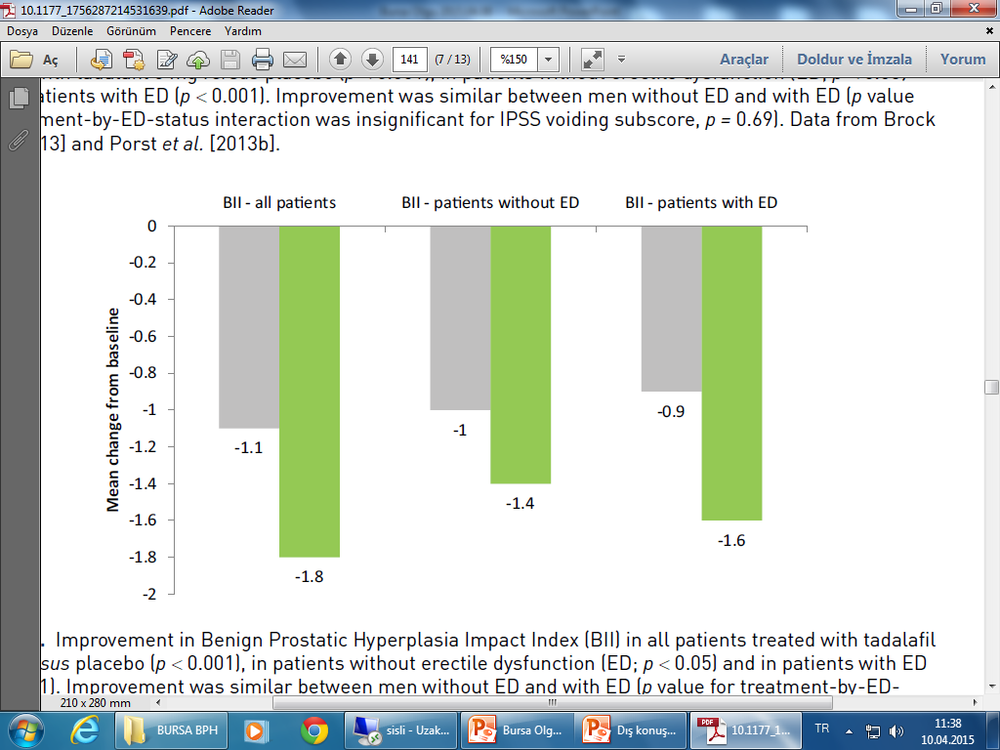 10.1177_1756287214531639.pdf - Adobe Reader
Dosya Düzenle Görünüm Pencere Yardım
Aç 141 (7 / 13) %150 Araçlar Doldur ve İmzala Yorum
atients with ED (p < 0.001). Improvement was similar between men without ED and with ED (p value
ment-by-ED-status interaction was insignificant for IPSS voiding subscore, p = 0.69). Data from Brock
13] and Porst et al. [2013b].
BII - all patients BII - patients without ED BII - patients with ED
Mean change from baseline
0
-0.2
-0.4
-0.6
-0.8
-1
-1.2
-1.4
-1.6
-1.8
-2
-1.1
-1.8
-1
-1.4
-0.9
-1.6
. Improvement in Benign Prostatic Hyperplasia Impact Index (BII) in all patients treated with tadalafil
sus placebo (p < 0.001), in patients without erectile dysfunction (ED; p < 0.05) and in patients with ED
1). Improvement was similar between men without ED and with ED (p value for treatment-by-ED-
210 x 280 mm
BURSA BPH
sisli - Uzak...
Bursa Olg...
Dış konuş...
PDF
10.1177_1...
TR
11:38
10.04.2015